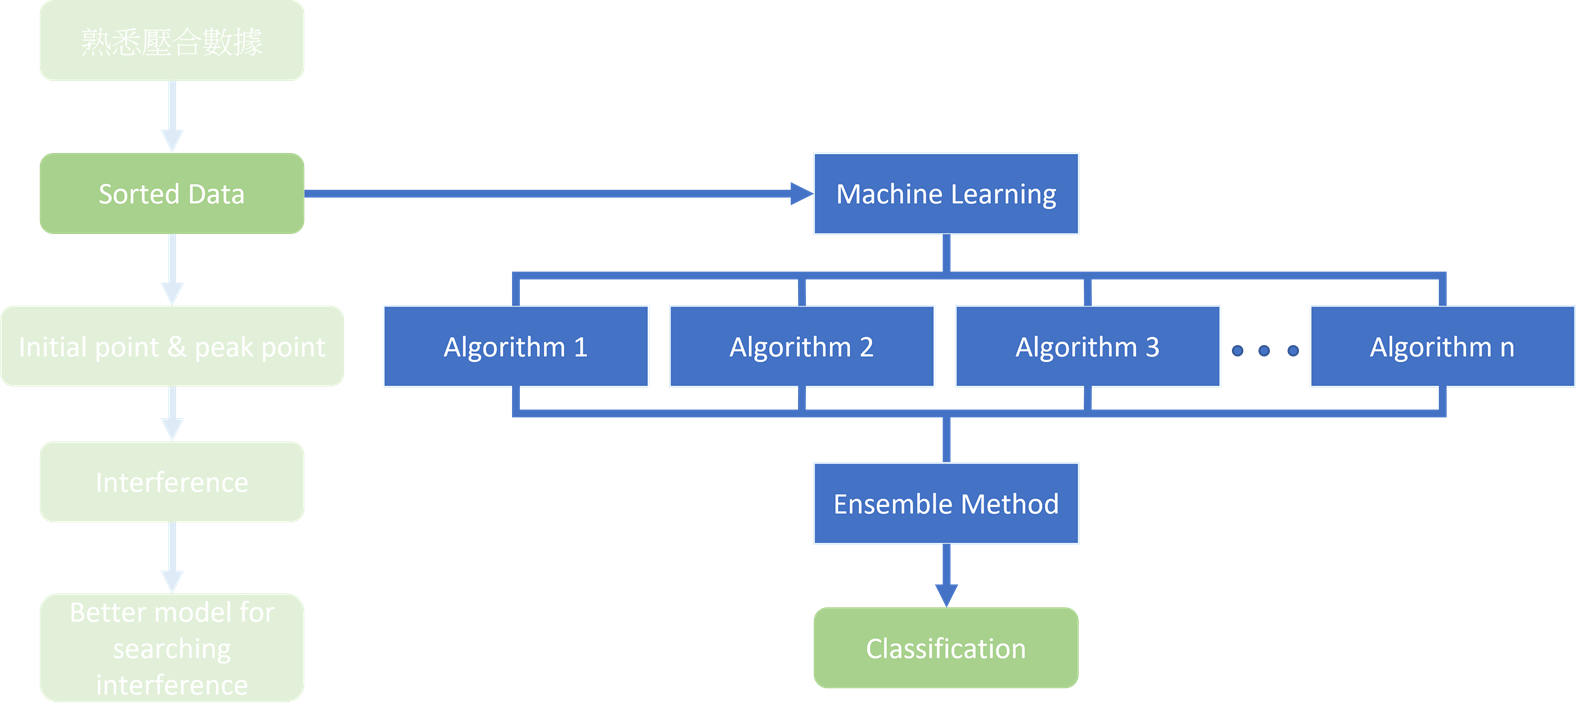 熟悉壓合數據
Sorted Data
Machine Learning
Initial point & peak point
Algorithm 1
Algorithm 2
Algorithm 3
Algorithm n
Interference
Ensemble Method
Better model for
searching
interference
Classification